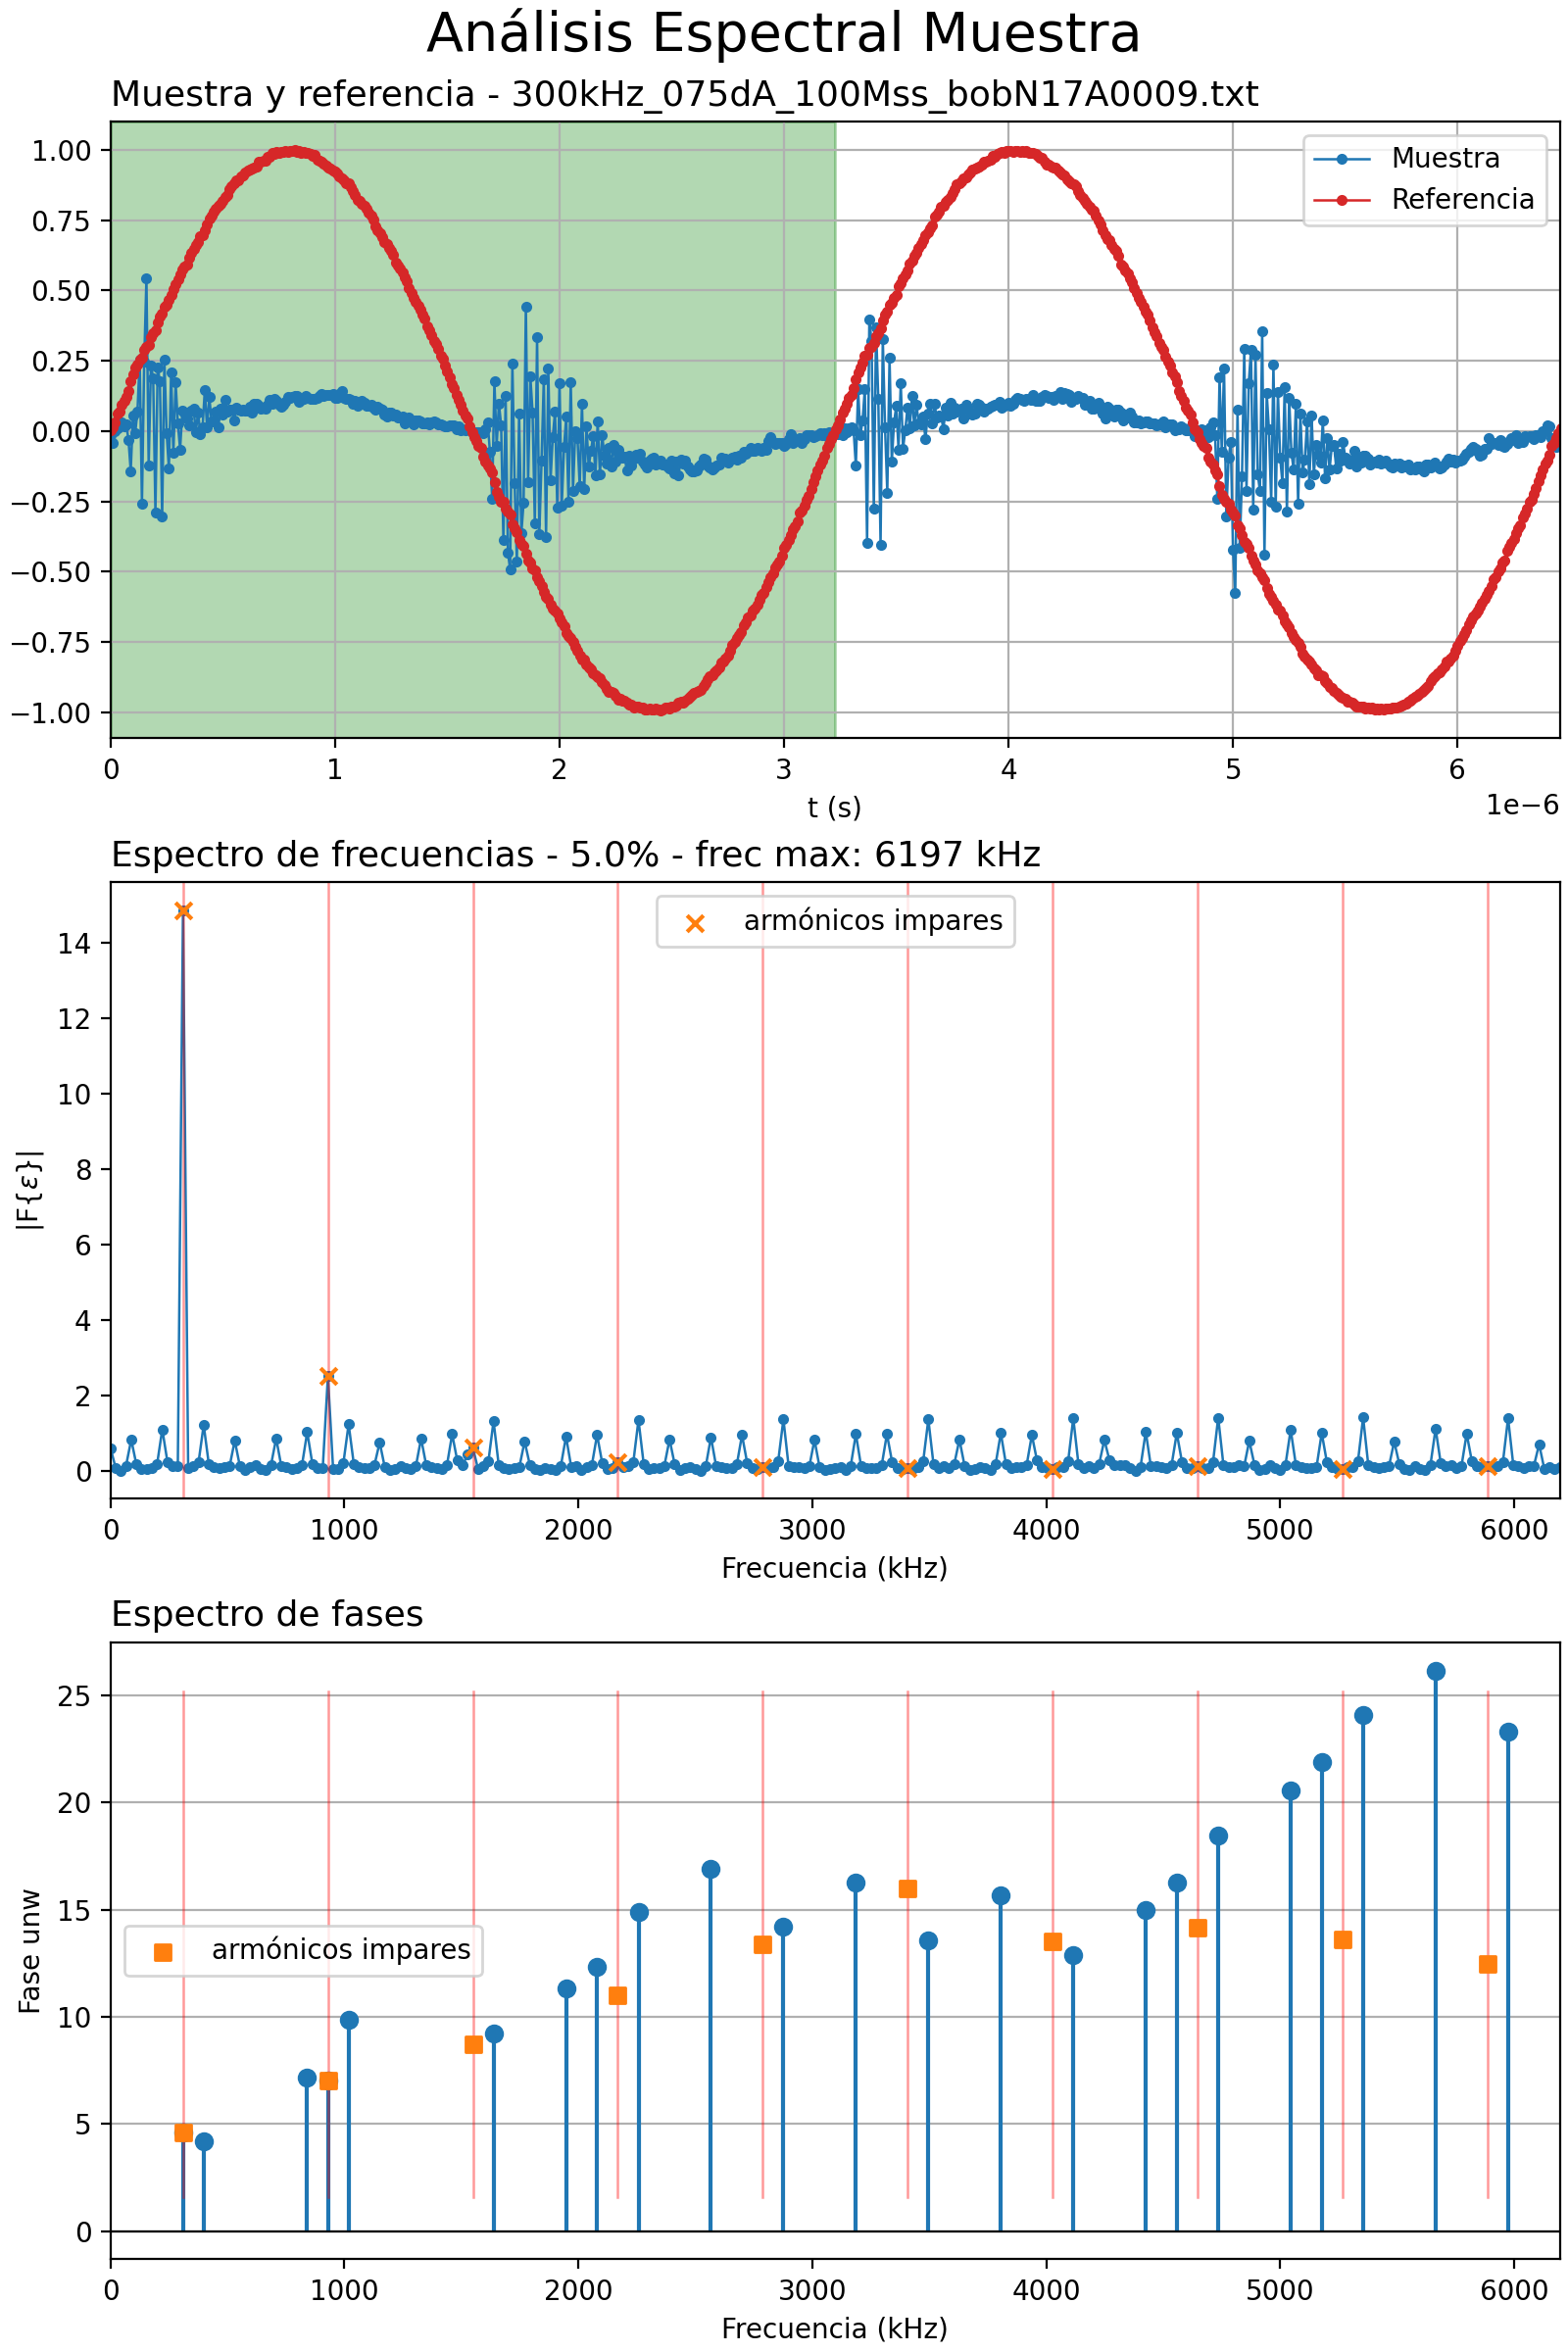 Análisis Espectral Muestra
Muestra y referencia - 300kHz_075dA_100Mss_bobN17A0009.txt
1.00
0.75
0.50
0.25
0.00
−0.25
−0.50
−0.75
−1.00
Muestra
Referencia
0 1 2 3 4 5 6
t (s)
1e−6
Espectro de frecuencias - 5.0% - frec max: 6197 kHz
armónicos impares
14
12
10
8
6
4
2
0
|F{ε}|
0 1000 2000 3000 4000 5000 6000
Frecuencia (kHz)
Espectro de fases
25
20
15
10
5
0
Fase unw
armónicos impares
0 1000 2000 3000 4000 5000 6000
Frecuencia (kHz)